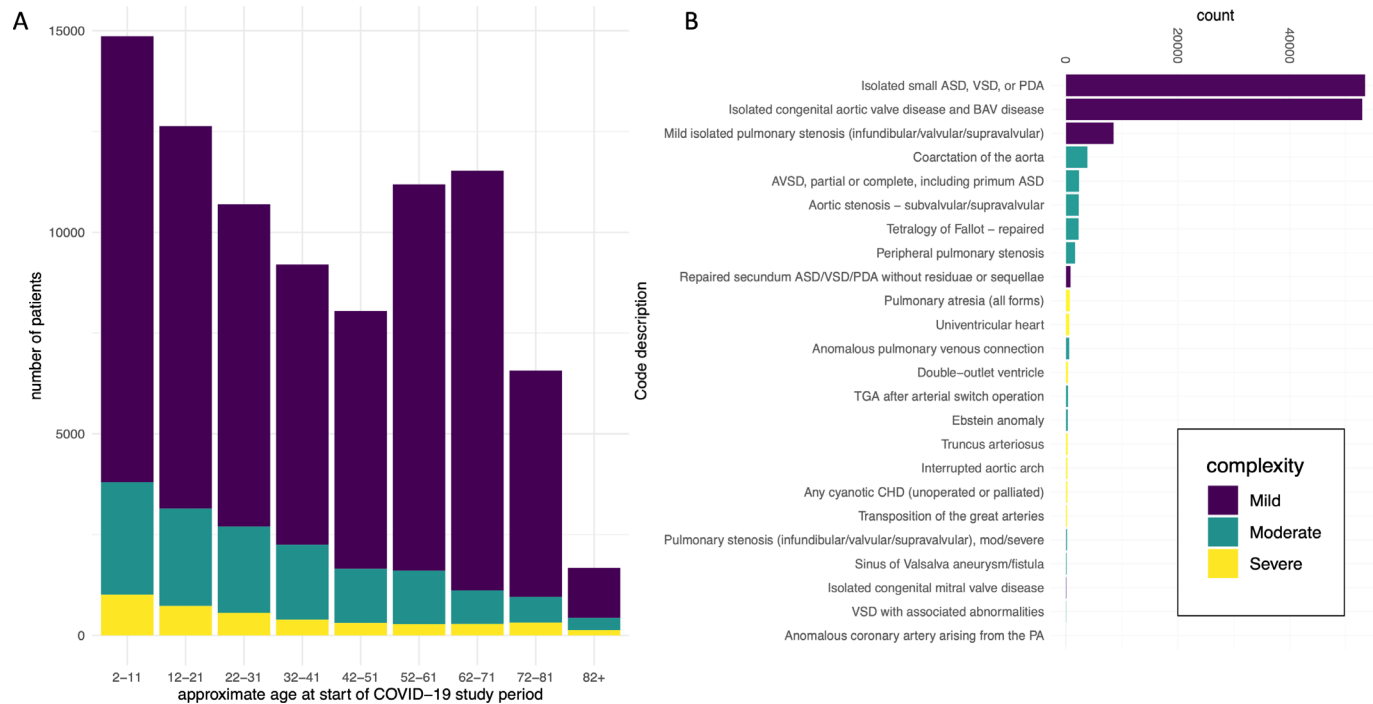 A
number of patients
15000
10000
5000
0
2–11
12–21
22–31
32–41
42–51
52–61
62–71
72–81
82+
approximate age at start of COVID–19 study period
B
count
0
20000
40000
Code description
Isolated small ASD, VSD, or PDA
Isolated congenital aortic valve disease and BAV disease
Mild isolated pulmonary stenosis (infundibular/valvular/supravalvular)
Coarctation of the aorta
AVSD, partial or complete, including primum ASD
Aortic stenosis – subvalvular/supravalvular
Tetralogy of Fallot – repaired
Peripheral pulmonary stenosis
Repaired secundum ASD/VSD/PDA without residuae or sequellae
Pulmonary atresia (all forms)
Univentricular heart
Anomalous pulmonary venous connection
Double–outlet ventricle
TGA after arterial switch operation
Ebstein anomaly
Truncus arteriosus
Interrupted aortic arch
Any cyanotic CHD (unoperated or palliated)
Transposition of the great arteries
Pulmonary stenosis (infundibular/valvular/supravalvular), mod/severe
Sinus of Valsalva aneurysm/fistula
Isolated congenital mitral valve disease
VSD with associated abnormalities
Anomalous coronary artery arising from the PA
complexity
Mild
Moderate
Severe